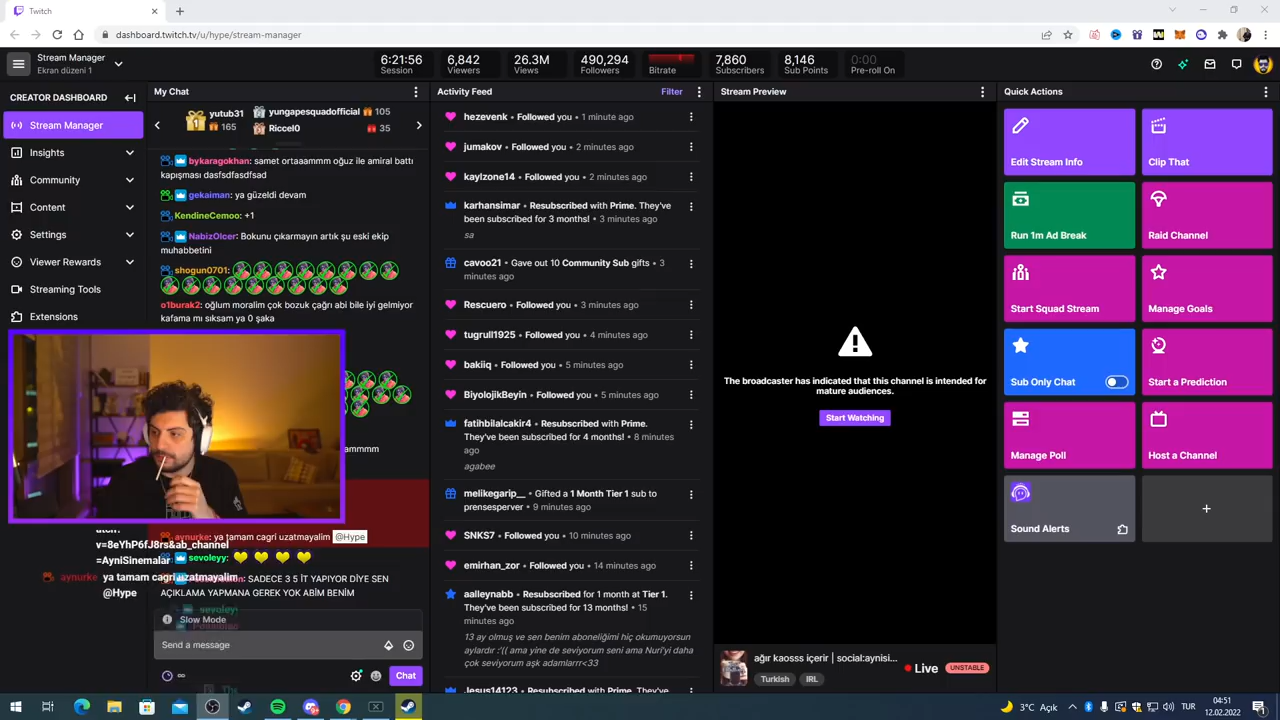 Twitch
dashboard.twitch.tv/u/hype/stream-manager
Stream Manager
Ekran düzeni 1
6:21:56
Session
6,842
Viewers
26.3M
Views
490,294
Followers
Bitrate
7,860
Subscribers
8,146
Sub Points
0:00
Pre-roll On
CREATOR DASHBOARD
Stream Manager
Insights
Community
Content
Settings
Viewer Rewards
Streaming Tools
Extensions
My Chat
1
yutub31
165
yungapesquadofficial 105
Riccel0 35
bykaragokhan: samet ortaaammm oğuz ile amiral battı
kapışması dasfsdfasdfsad
gekaiman: ya güzeldi devam
KendineCemoo: +1
NabizOlcer: Bokunu çıkarmayın artık şu eski ekip
muhabbetini
shogun0701:
o1burak2: oğlum moralim çok bozuk çağrı abi bile iyi gelmiyor
kafama mı sıksam ya 0 şaka
ammmm
aynurke: ya tamam cagrï uzatmayalim @Hype
v=8eYhP6fJ8rs&ab_channel
=AyniSinemalar
sevoleyy:
aynurke ya tamam cagrï uzatmayalim
@Hype
SADECE 3 5 İT YAPIYOR DİYE SEN
AÇIKLAMA YAPMANA GEREK YOK ABİM BENİM
Slow Mode
Send a message
∞
Chat
Activity Feed
Filter
hezevenk • Followed you • 1 minute ago
jumakov • Followed you • 2 minutes ago
kaylzone14 • Followed you • 2 minutes ago
karhansimar • Resubscribed with Prime. They've
been subscribed for 3 months! • 3 minutes ago
sa
cavoo21 • Gave out 10 Community Sub gifts • 3
minutes ago
Rescuero • Followed you • 3 minutes ago
tugrull1925 • Followed you • 4 minutes ago
bakiiq • Followed you • 5 minutes ago
BiyolojikBeyin • Followed you • 5 minutes ago
fatihbilalcakir4 • Resubscribed with Prime.
They've been subscribed for 4 months! • 8 minutes
ago
agabee
melikegarip__ • Gifted a 1 Month Tier 1 sub to
prensesperver • 9 minutes ago
SNKS7 • Followed you • 10 minutes ago
emirhan_zor • Followed you • 14 minutes ago
aalleynabb • Resubscribed for 1 month at Tier 1.
They've been subscribed for 13 months! • 15
minutes ago
13 ay olmuş ve sen benim aboneliğimi hiç okumuyorsun
aylardır :'(( ama yine de seviyorum seni ama Nuri'yi daha
çok seviyorum aşk adamlarrr<33
Jesus14123 • Resubscribed with Prime. They've
Stream Preview
The broadcaster has indicated that this channel is intended for
mature audiences.
Start Watching
ağır kaosss içerir | social:aynisi...
Turkish
IRL
Live
UNSTABLE
Quick Actions
Edit Stream Info
Clip That
Run 1m Ad Break
Raid Channel
Start Squad Stream
Manage Goals
Sub Only Chat
Start a Prediction
Manage Poll
Host a Channel
Sound Alerts
+
3°C Açık
TUR
04:51
12.02.2022